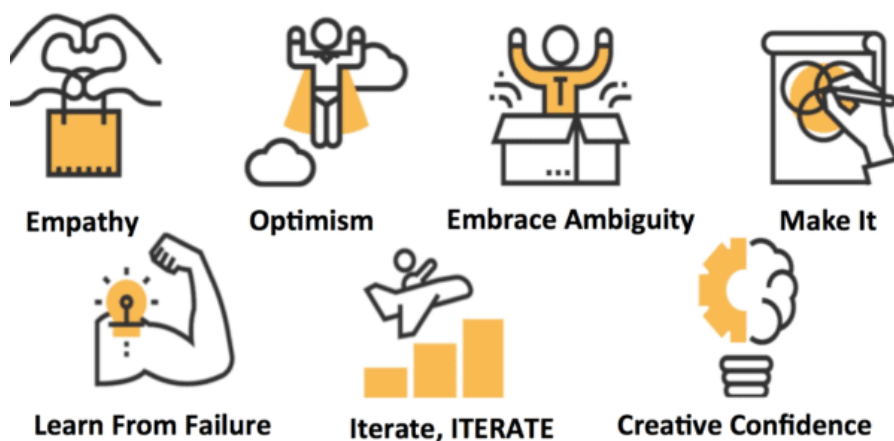 Empathy
Optimism
Embrace Ambiguity
Make It
Learn From Failure
Iterate, ITERATE
Creative Confidence